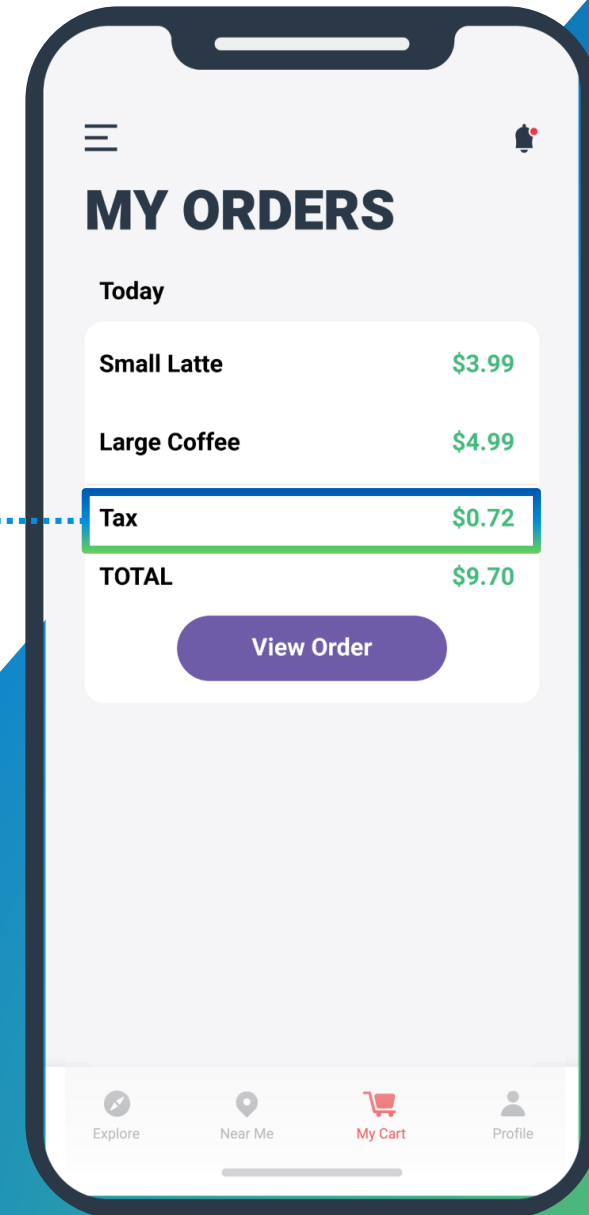 MY ORDERS
Today
Small Latte $3.99
Large Coffee $4.99
Tax $0.72
TOTAL $9.70
View Order
Explore Near Me My Cart Profile